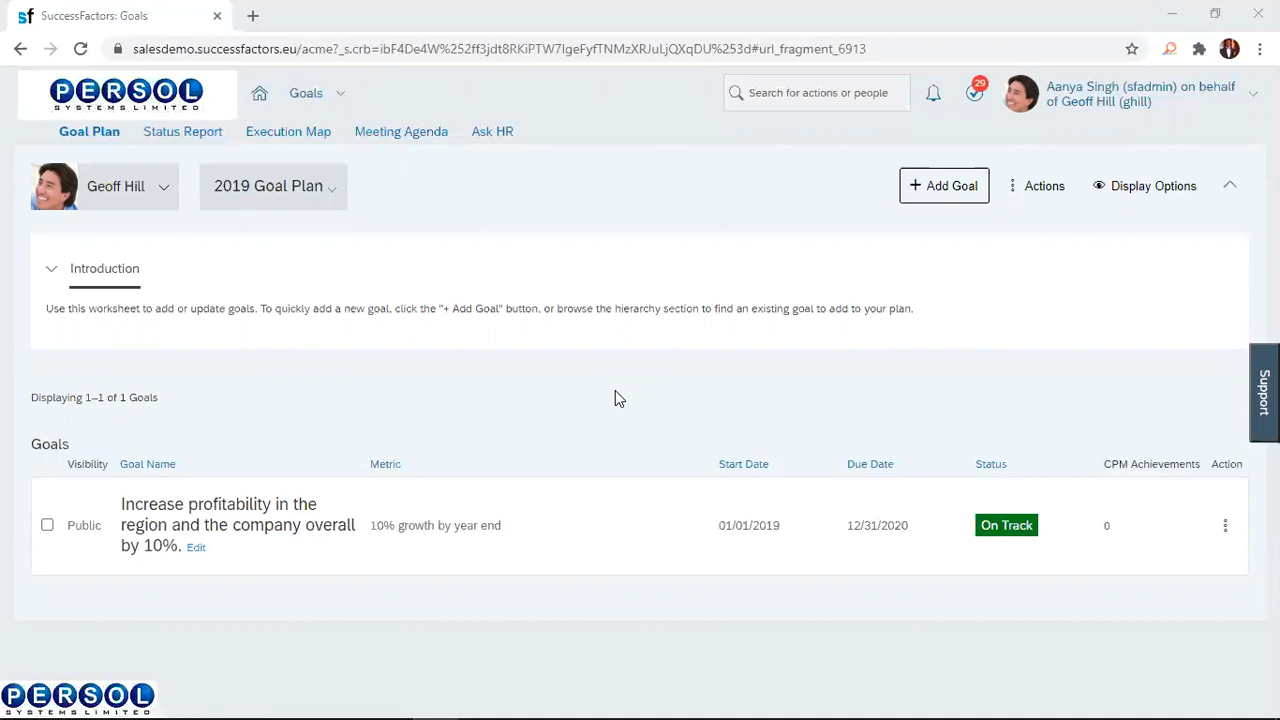 sf SuccessFactors: Goals
salesdemo.successfactors.eu/acme?_s.crb=ibF4De4W%252ff3jdt8RKiPTW7IgeFyfTNMzXRJuLjQXqDU%253d#url_fragment_6913
PERSOL
SYSTEMS LIMITED
Goals
Search for actions or people
29
Aanya Singh (sfadmin) on behalf
of Geoff Hill (ghill)
Goal Plan Status Report Execution Map Meeting Agenda Ask HR
Geoff Hill 2019 Goal Plan + Add Goal Actions Display Options
Introduction
Use this worksheet to add or update goals. To quickly add a new goal, click the "+ Add Goal" button, or browse the hierarchy section to find an existing goal to add to your plan.
Support
Displaying 1–1 of 1 Goals
Goals
Visibility Goal Name Metric Start Date Due Date Status CPM Achievements Action
Public Increase profitability in the
region and the company overall
by 10%. Edit
10% growth by year end 01/01/2019 12/31/2020 On Track 0
PERSOL
SYSTEMS LIMITED